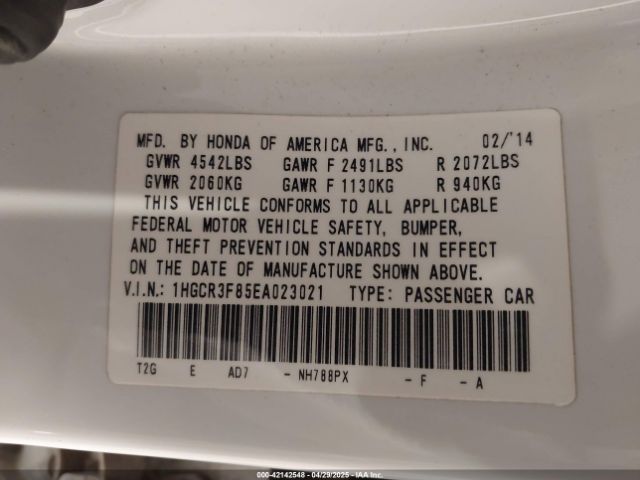 MFD. BY HONDA OF AMERICA MFG., INC. 02/'14
GVWR 4542LBS GAWR F 2491LBS R 2072LBS
GVWR 2060KG GAWR F 1130KG R 940KG
THIS VEHICLE CONFORMS TO ALL APPLICABLE
FEDERAL MOTOR VEHICLE SAFETY, BUMPER,
AND THEFT PREVENTION STANDARDS IN EFFECT
ON THE DATE OF MANUFACTURE SHOWN ABOVE.
V.I.N.: 1HGCR3F85EA023021 TYPE: PASSENGER CAR
T2G E AD7 - NH788PX - F - A
000-42142548 - 04/29/2025 - IAA Inc.